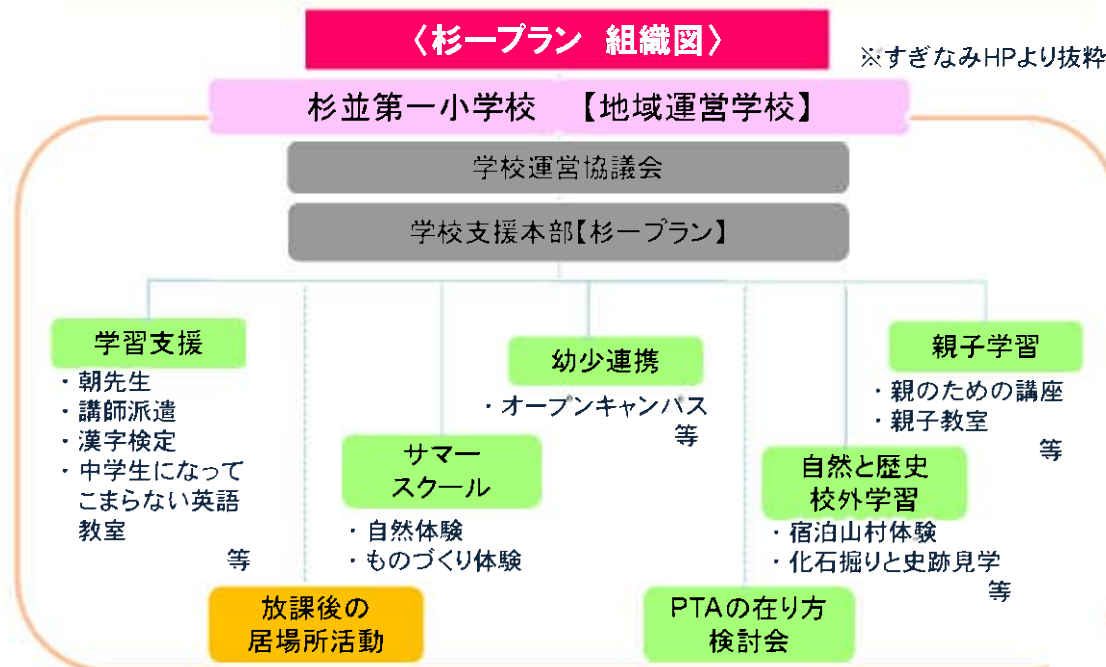 〈杉一プラン 組織図〉
※すぎなみHPより抜粋
杉並第一小学校 【地域運営学校】
学校運営協議会
学校支援本部【杉一プラン】
学習支援
・朝先生
・講師派遣
・漢字検定
・中学生になって
こまらない英語
教室
等
サマー
スクール
・自然体験
・ものづくり体験
幼少連携
・オープンキャンパス
等
自然と歴史
校外学習
・宿泊山村体験
・化石掘りと史跡見学
等
親子学習
・親のための講座
・親子教室
等
放課後の
居場所活動
PTAの在り方
検討会